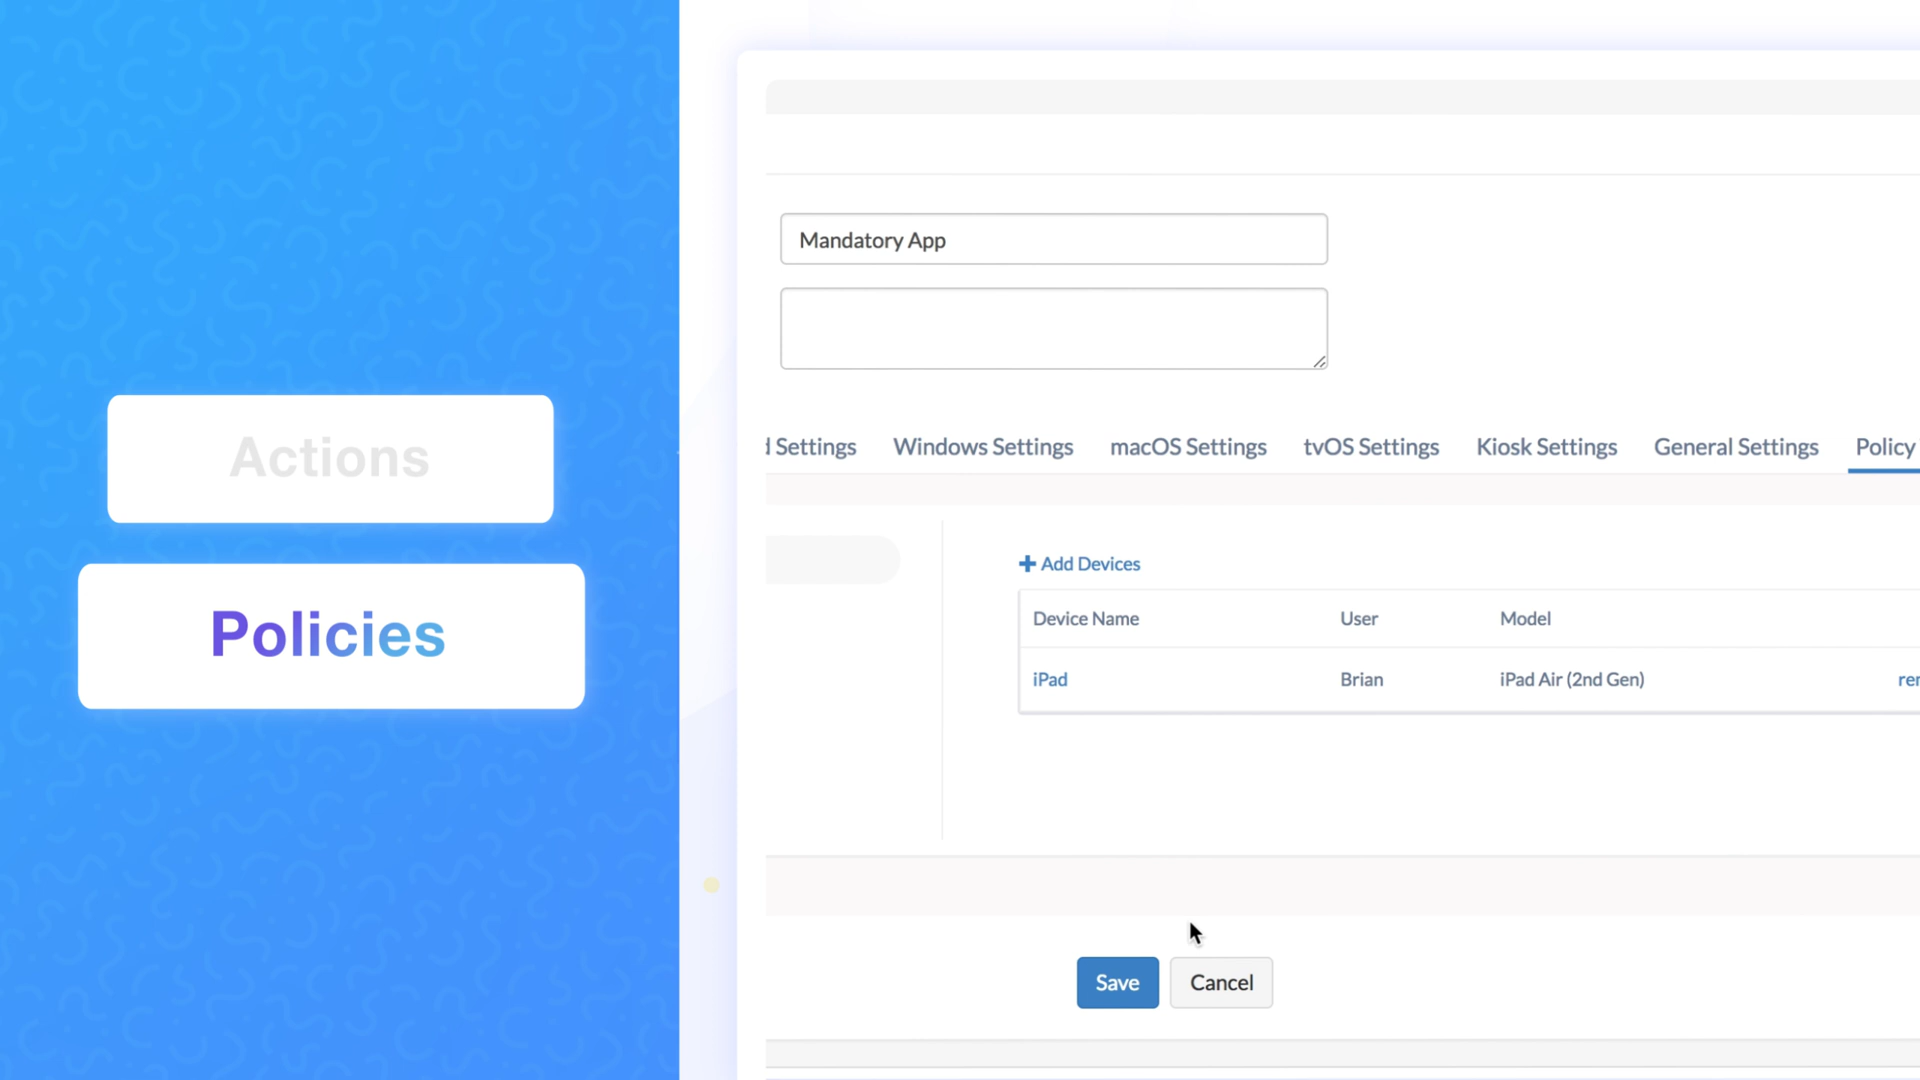 Actions
Policies
Mandatory App
Settings Windows Settings macOS Settings tvOS Settings Kiosk Settings General Settings Policy
Add Devices
Device Name User Model
iPad Brian iPad Air (2nd Gen)
Save Cancel